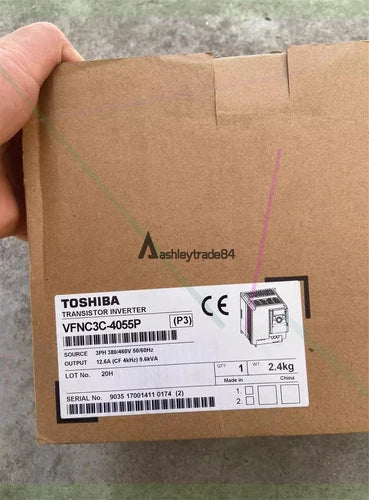 Aashleytrade84
TOSHIBA
TRANSISTOR INVERTER
VFNC3C-4055P (P3)
CE
SOURCE 3PH 380/460V 50/60Hz
OUTPUT 12.6A (CF 4kHz) 9.6kVA
LOT No. 20H
QTY 1 WT 2.4kg
Made in China
1.
2.
SERIAL No. 9035 17001411 0174 (2)